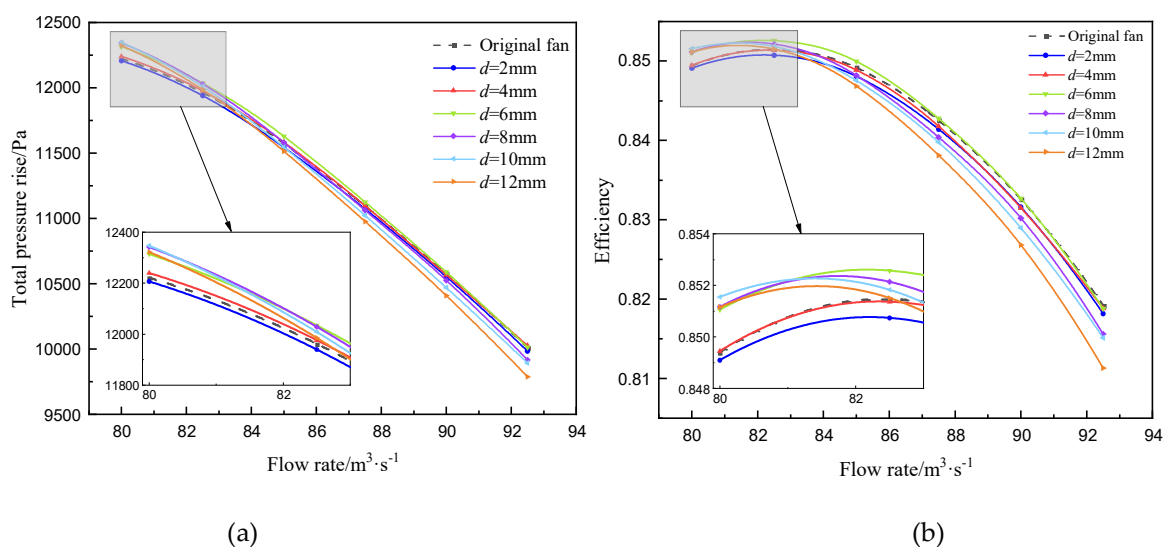 12500
12000
11500
11000
10500
10000
9500
Total pressure rise/Pa
Original fan
d=2mm
d=4mm
d=6mm
d=8mm
d=10mm
d=12mm
12400
12200
12000
11800
80
82
80 82 84 86 88 90 92 94
Flow rate/m³·s⁻¹
(a)
0.85
0.84
0.83
0.82
0.81
Efficiency
Original fan
d=2mm
d=4mm
d=6mm
d=8mm
d=10mm
d=12mm
0.854
0.852
0.850
0.848
80
82
80 82 84 86 88 90 92 94
Flow rate/m³·s⁻¹
(b)